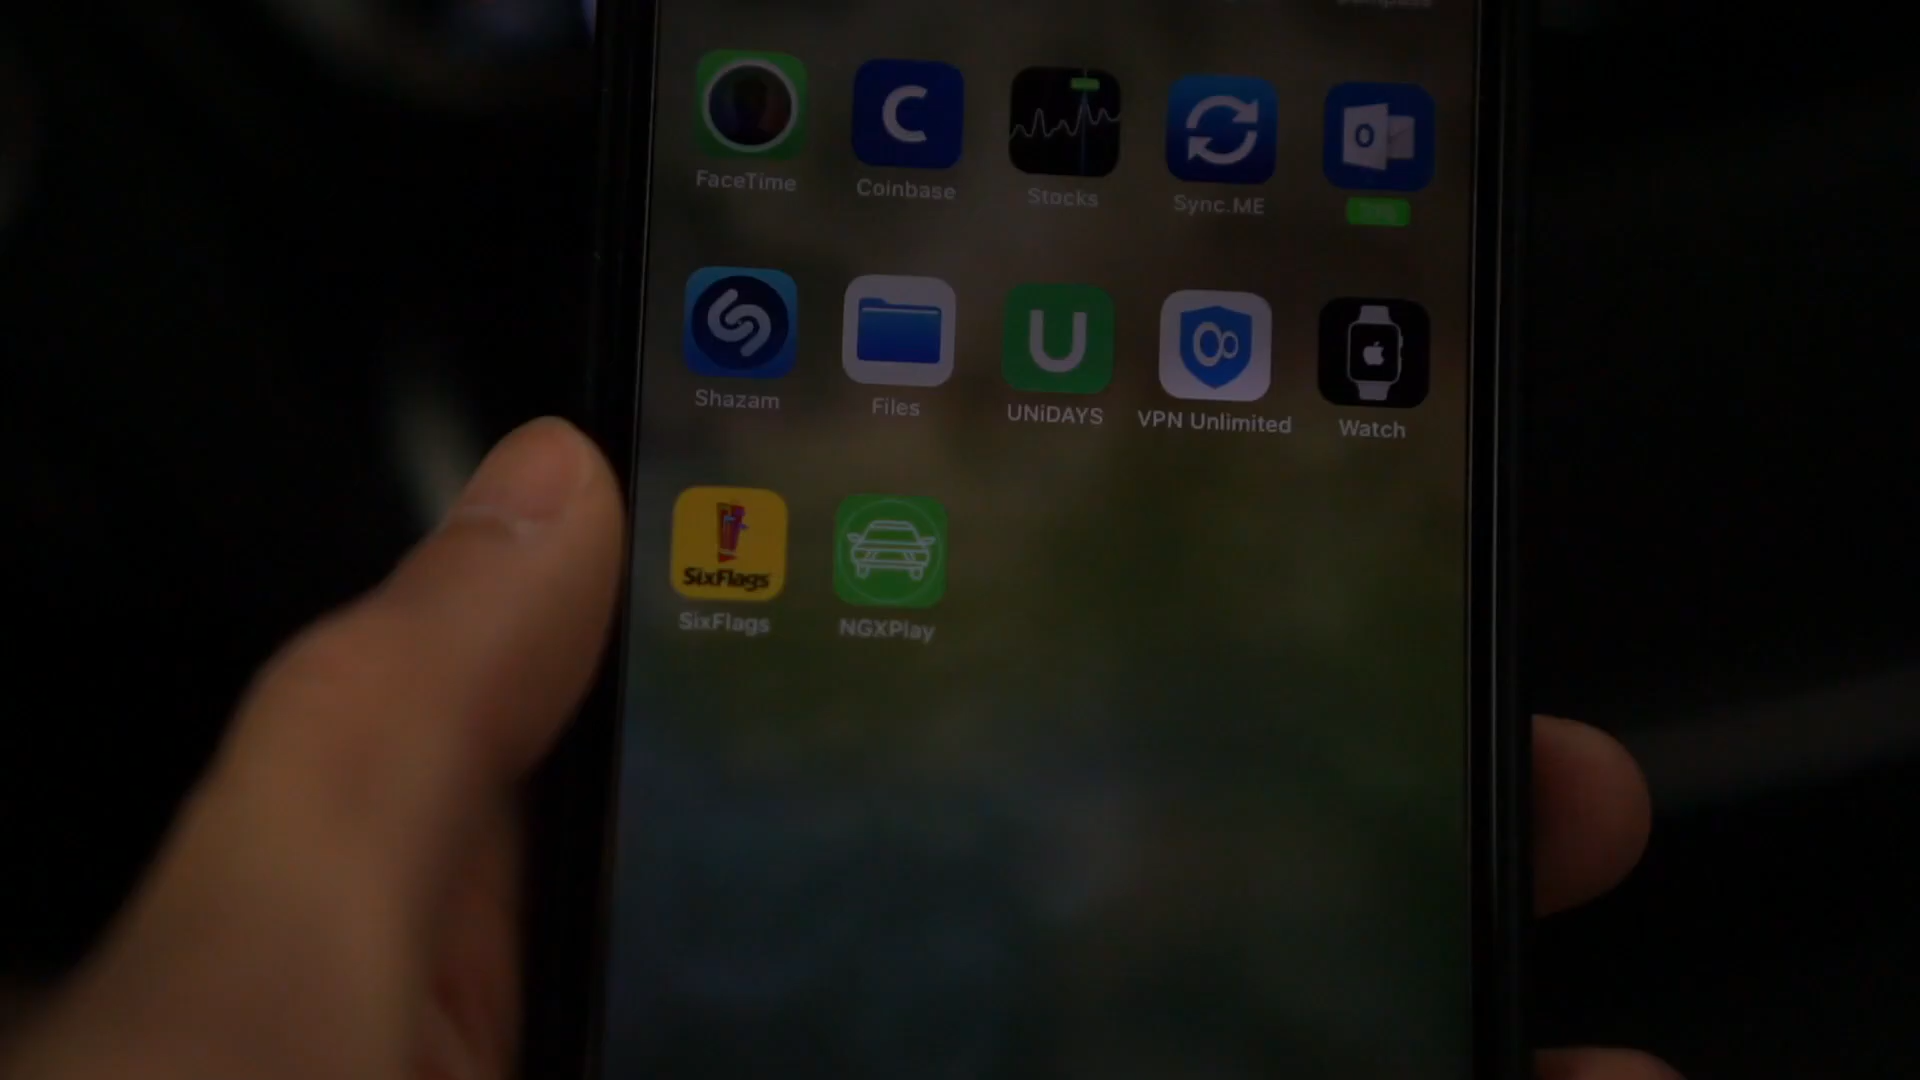 FaceTime
Coinbase
Stocks
Sync.ME
Shazam
Files
UNiDAYS
VPN Unlimited
Watch
SixFlags
SixFlags
NGXPlay